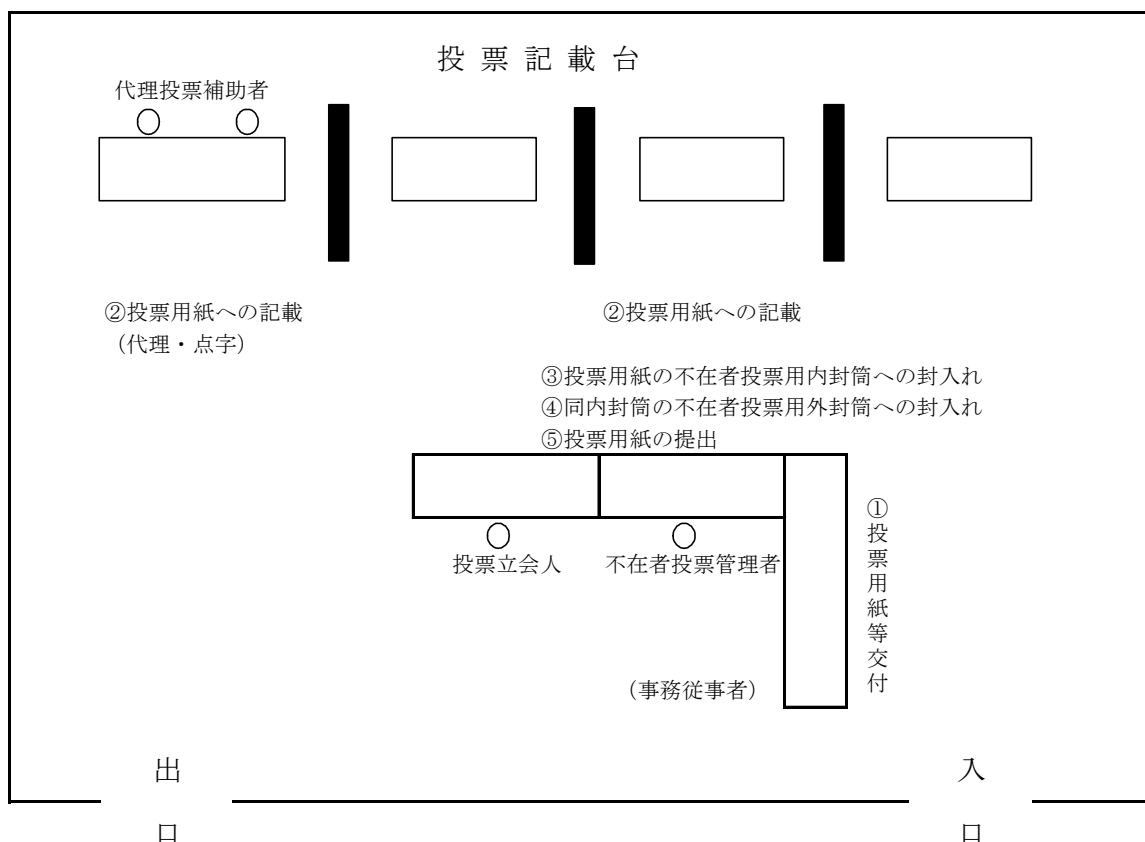 投票記載台
代理投票補助者
②投票用紙への記載
(代理・点字)
②投票用紙への記載
③投票用紙の不在者投票用内封筒への封入れ
④同内封筒の不在者投票用外封筒への封入れ
⑤投票用紙の提出
①投票用紙等交付
投票立会人
不在者投票管理者
(事務従事者)
出口
入口